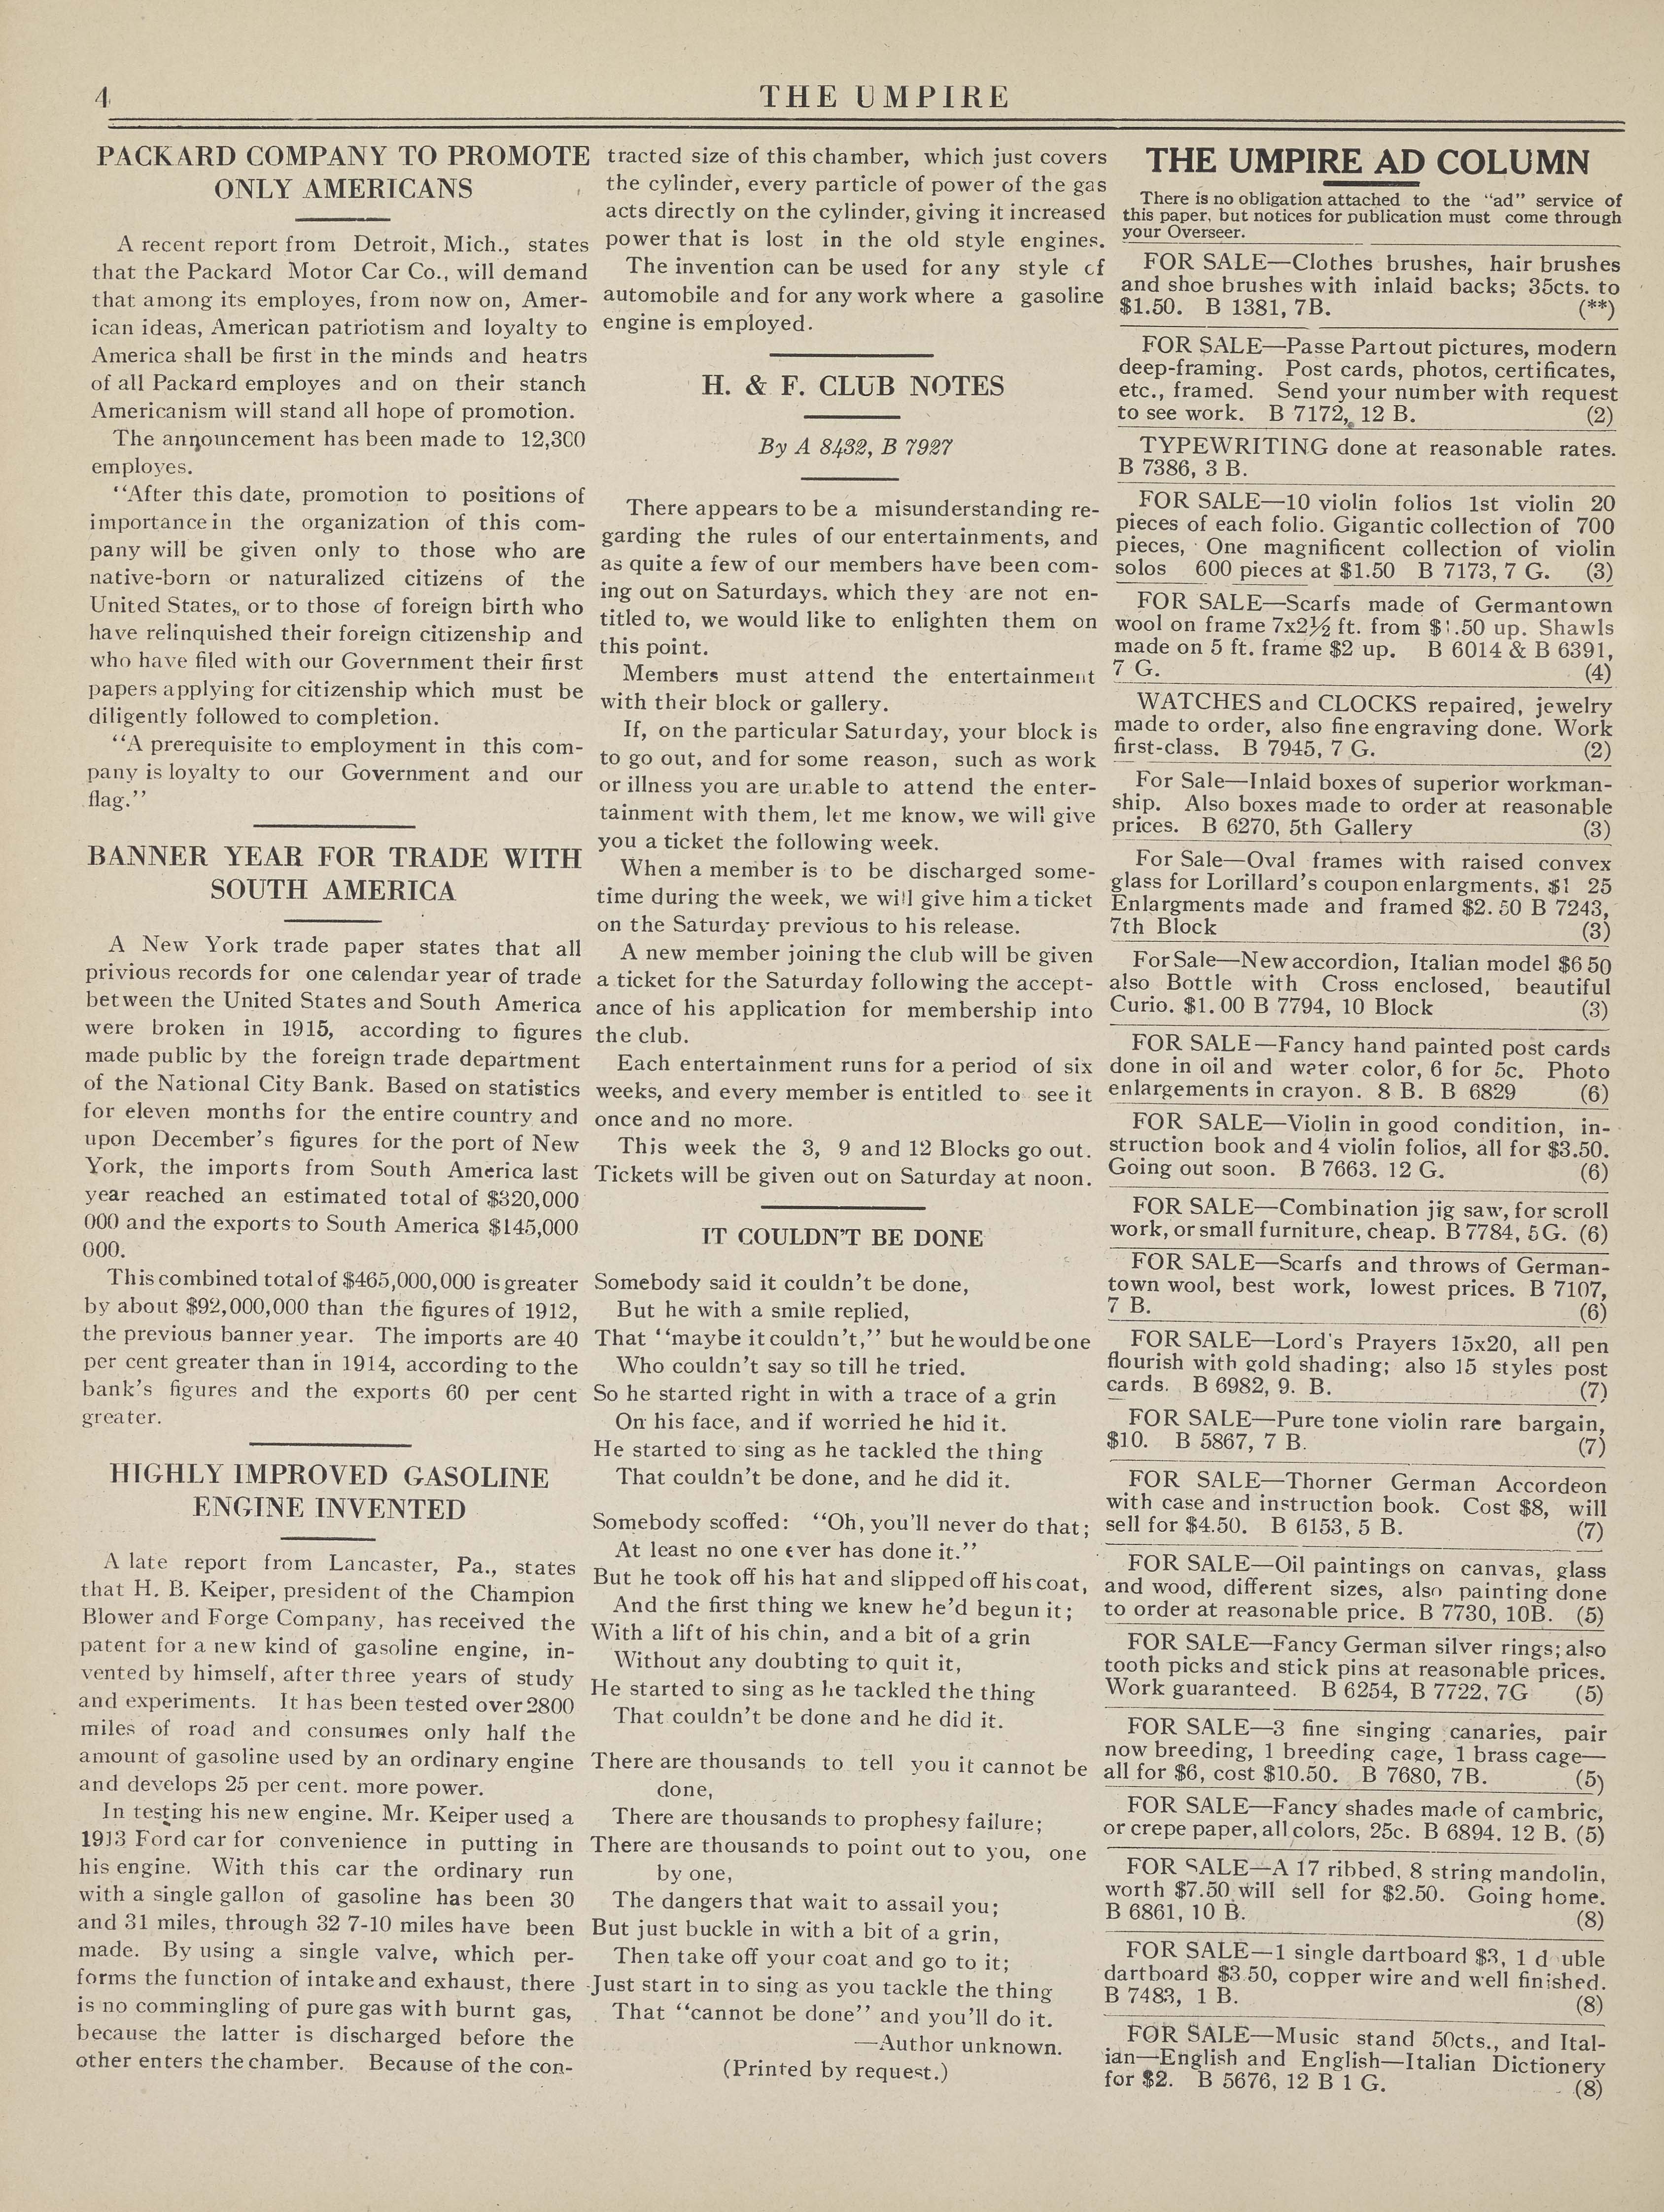 4
THE UMPIRE
PACKARD COMPANY TO PROMOTE
ONLY AMERICANS
A recent report from Detroit, Mich., states
that the Packard Motor Car Co., will demand
that among its employes, from now on, Amer-
ican ideas, American patriotism and loyalty to
America shall be first in the minds and heatrs
of all Packard employes and on their stanch
Americanism will stand all hope of promotion.
The announcement has been made to 12,300
employes.
‘‘After this date, promotion to positions of
importance in the organization of this com-
pany will be given only to those who are
native-born or naturalized citizens of the
United States,, or to those of foreign birth who
have relinquished their foreign citizenship and
who have filed with our Government their first
papers applying for citizenship which must be
diligently followed to completion.
‘‘A prerequisite to employment in this com-
pany is loyalty to our Government and our
flag.’’
BANNER YEAR FOR TRADE WITH
SOUTH AMERICA
A New York trade paper states that all
privious records for one calendar year of trade
between the United States and South America
were broken in 1915, according to figures
made public by the foreign trade department
of the National City Bank. Based on statistics
for eleven months for the entire country and
upon December's figures for the port of New
York, the imports from South America last
year reached an estimated total of $320,000
000 and the exports to South America $145,000
000.
This combined total of $465,000,000 is greater
by about $92,000,000 than the figures of 1912,
the previous banner year. The imports are 40
per cent greater than in 1914, according to the
bank's figures and the exports 60 per cent
greater.
HIGHLY IMPROVED GASOLINE
ENGINE INVENTED
A late report from Lancaster, Pa., states
that H. B. Keiper, president of the Champion
Blower and Forge Company, has received the
patent for a new kind of gasoline engine, in-
vented by himself, after three years of study
and experiments. It has been tested over 2800
miles of road and consumes only half the
amount of gasoline used by an ordinary engine
and develops 25 per cent. more power.
In testing his new engine. Mr. Keiper used a
1913 Ford car for convenience in putting in
his engine. With this car the ordinary run
with a single gallon of gasoline has been 30
and 31 miles, through 32 7-10 miles have been
made. By using a single valve, which per-
forms the function of intake and exhaust, there
is no commingling of pure gas with burnt gas,
because the latter is discharged before the
other enters the chamber. Because of the con-
tracted size of this chamber, which just covers
the cylinder, every particle of power of the gas
acts directly on the cylinder, giving it increased
power that is lost in the old style engines.
The invention can be used for any style of
automobile and for any work where a gasoline
engine is employed.
H. & F. CLUB NOTES
By A 8432, B 7927
There appears to be a misunderstanding re-
garding the rules of our entertainments, and
as quite a few of our members have been com-
ing out on Saturdays. which they are not en-
titled to, we would like to enlighten them on
this point.
Members must attend the entertainment
with their block or gallery.
If, on the particular Saturday, your block is
to go out, and for some reason, such as work
or illness you are unable to attend the enter-
tainment with them, let me know, we will give
you a ticket the following week.
When a member is to be discharged some-
time during the week, we will give him a ticket
on the Saturday previous to his release.
A new member joining the club will be given
a ticket for the Saturday following the accept-
ance of his application for membership into
the club.
Each entertainment runs for a period of six
weeks, and every member is entitled to see it
once and no more.
This week the 3, 9 and 12 Blocks go out.
Tickets will be given out on Saturday at noon.
IT COULDN'T BE DONE
Somebody said it couldn't be done,
But he with a smile replied,
That ‘‘maybe it couldn't,’’ but he would be one
Who couldn't say so till he tried.
So he started right in with a trace of a grin
On his face, and if worried he hid it.
He started to sing as he tackled the thing
That couldn't be done, and he did it.
Somebody scoffed: ‘‘Oh, you'll never do that;
At least no one ever has done it.’’
But he took off his hat and slipped off his coat,
And the first thing we knew he'd begun it;
With a lift of his chin, and a bit of a grin
Without any doubting to quit it,
He started to sing as he tackled the thing
That couldn't be done and he did it.
There are thousands to tell you it cannot be
done,
There are thousands to prophesy failure;
There are thousands to point out to you, one
by one,
The dangers that wait to assail you;
But just buckle in with a bit of a grin,
Then take off your coat and go to it;
Just start in to sing as you tackle the thing
That ‘‘cannot be done’’ and you'll do it.
—Author unknown.
(Printed by request.)
THE UMPIRE AD COLUMN
There is no obligation attached to the “ad” service of
this paper, but notices for publication must come through
your Overseer.
FOR SALE—Clothes brushes, hair brushes
and shoe brushes with inlaid backs; 35cts. to
$1.50. B 1381, 7B. (**)
FOR SALE—Passe Partout pictures, modern
deep-framing. Post cards, photos, certificates,
etc., framed. Send your number with request
to see work. B 7172, 12 B. (2)
TYPEWRITING done at reasonable rates.
B 7386, 3 B.
FOR SALE—10 violin folios 1st violin 20
pieces of each folio. Gigantic collection of 700
pieces, One magnificent collection of violin
solos 600 pieces at $1.50 B 7173, 7 G. (3)
FOR SALE—Scarfs made of Germantown
wool on frame 7x2½ ft. from $1.50 up. Shawls
made on 5 ft. frame $2 up. B 6014 & B 6391,
7 G. (4)
WATCHES and CLOCKS repaired, jewelry
made to order, also fine engraving done. Work
first-class. B 7945, 7 G. (2)
For Sale—Inlaid boxes of superior workman-
ship. Also boxes made to order at reasonable
prices. B 6270, 5th Gallery (3)
For Sale—Oval frames with raised convex
glass for Lorillard's coupon enlargments, $1 25
Enlargments made and framed $2.50 B 7243,
7th Block (3)
For Sale—New accordion, Italian model $6 50
also Bottle with Cross enclosed, beautiful
Curio. $1.00 B 7794, 10 Block (3)
FOR SALE—Fancy hand painted post cards
done in oil and water color, 6 for 5c. Photo
enlargements in crayon. 8 B. B 6829 (6)
FOR SALE—Violin in good condition, in-
struction book and 4 violin folios, all for $3.50.
Going out soon. B 7663. 12 G. (6)
FOR SALE—Combination jig saw, for scroll
work, or small furniture, cheap. B 7784, 5G. (6)
FOR SALE—Scarfs and throws of German-
town wool, best work, lowest prices. B 7107,
7 B. (6)
FOR SALE—Lord's Prayers 15x20, all pen
flourish with gold shading; also 15 styles post
cards. B 6982, 9. B. (7)
FOR SALE—Pure tone violin rare bargain,
$10. B 5867, 7 B. (7)
FOR SALE—Thorner German Accordeon
with case and instruction book. Cost $8, will
sell for $4.50. B 6153, 5 B. (7)
FOR SALE—Oil paintings on canvas, glass
and wood, different sizes, also painting done
to order at reasonable price. B 7730, 10B. (5)
FOR SALE—Fancy German silver rings; also
tooth picks and stick pins at reasonable prices.
Work guaranteed. B 6254, B 7722, 7G (5)
FOR SALE—3 fine singing canaries, pair
now breeding, 1 breeding cage, 1 brass cage—
all for $6, cost $10.50. B 7680, 7B. (5)
FOR SALE—Fancy shades made of cambric,
or crepe paper, all colors, 25c. B 6894. 12 B. (5)
FOR SALE—A 17 ribbed, 8 string mandolin,
worth $7.50 will sell for $2.50. Going home.
B 6861, 10 B. (8)
FOR SALE—1 single dartboard $3, 1 d uble
dartboard $3.50, copper wire and well finished.
B 7483, 1 B. (8)
FOR SALE—Music stand 50cts., and Ital-
ian—English and English—Italian Dictionery
for $2. B 5676, 12 B 1 G. (8)